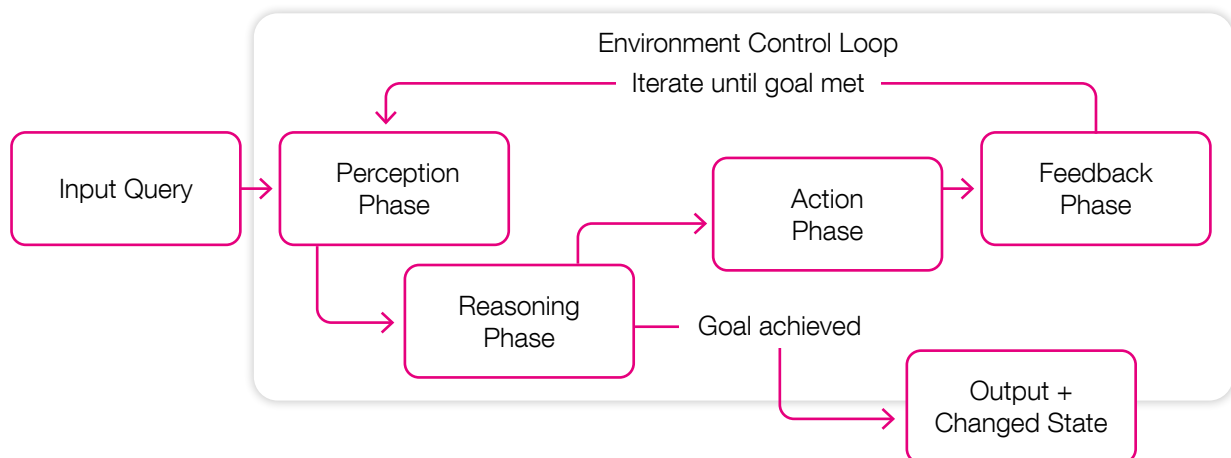 Environment Control Loop
Iterate until goal met
Input Query
Perception
Phase
Action
Phase
Feedback
Phase
Reasoning
Phase
Goal achieved
Output +
Changed State